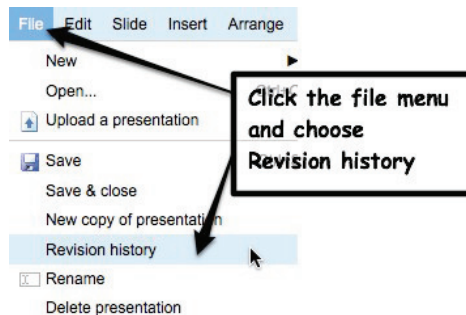 File Edit Slide Insert Arrange
New
Open...
Upload a presentation
Save
Save & close
New copy of presentation
Revision history
Rename
Delete presentation
Click the file menu
and choose
Revision history